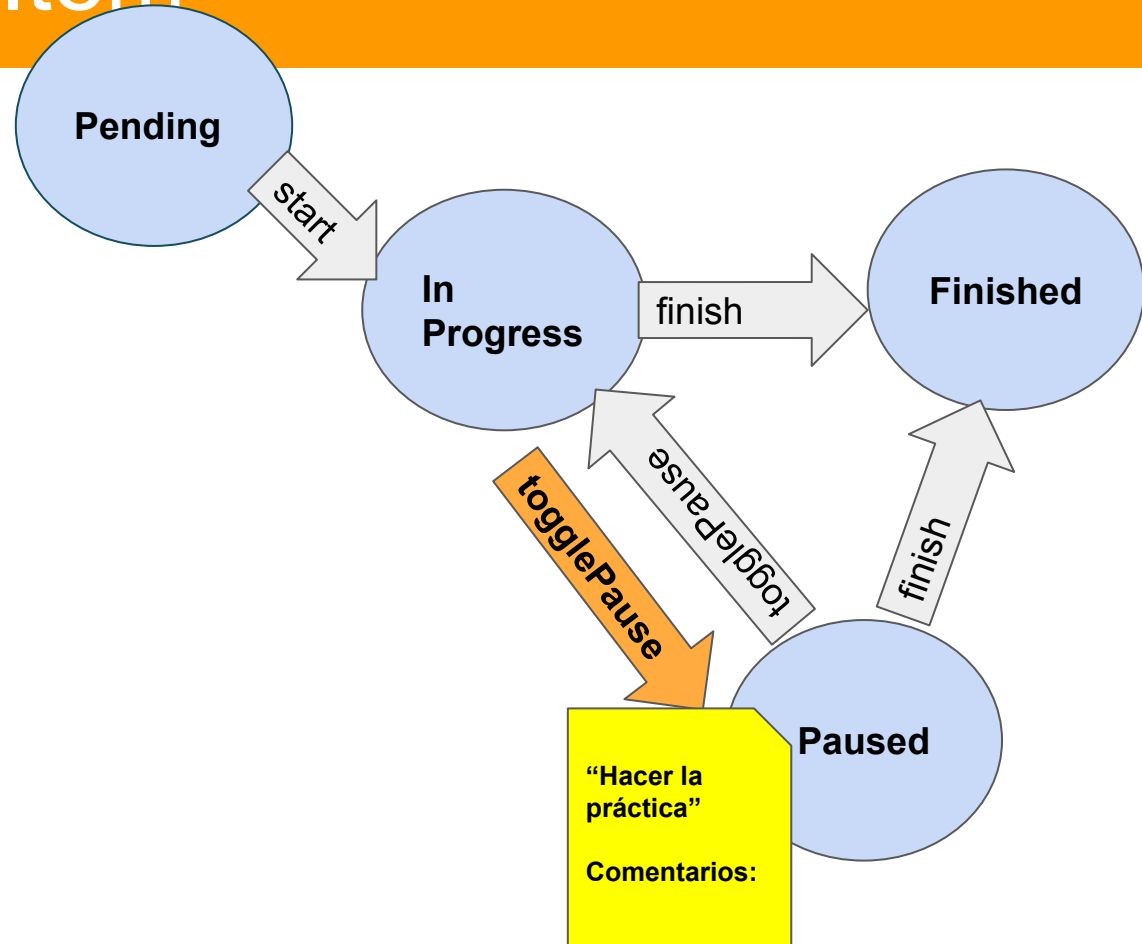 Pending
start
In
Progress
finish
Finished
togglePause
togglePause
finish
Paused
“Hacer la
práctica”
Comentarios: